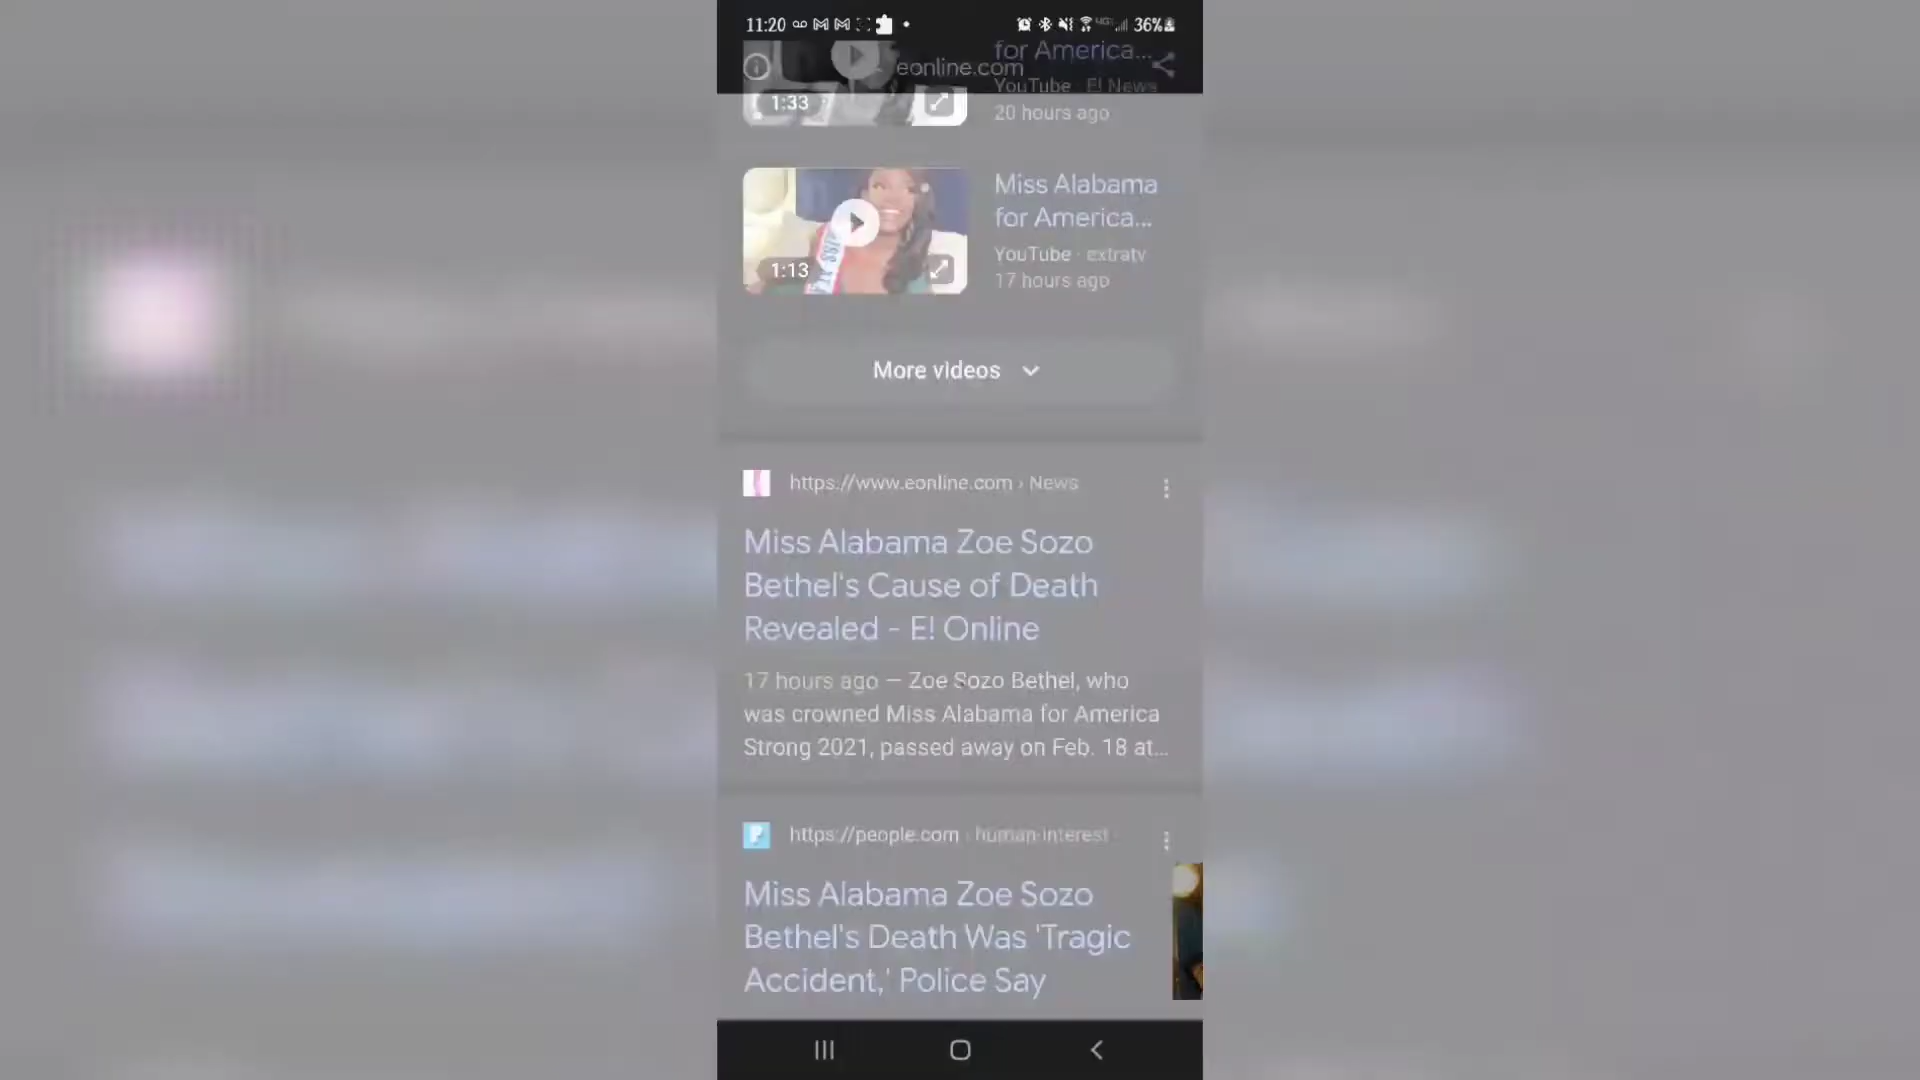 11:20
4G
36%
for America...
eonline.com
YouTube · E! News
1:33
20 hours ago
Miss Alabama
for America...
YouTube · extratv
1:13
17 hours ago
More videos
https://www.eonline.com › News
Miss Alabama Zoe Sozo
Bethel's Cause of Death
Revealed - E! Online
17 hours ago — Zoe Sozo Bethel, who
was crowned Miss Alabama for America
Strong 2021, passed away on Feb. 18 at...
https://people.com › human-interest
Miss Alabama Zoe Sozo
Bethel's Death Was 'Tragic
Accident,' Police Say